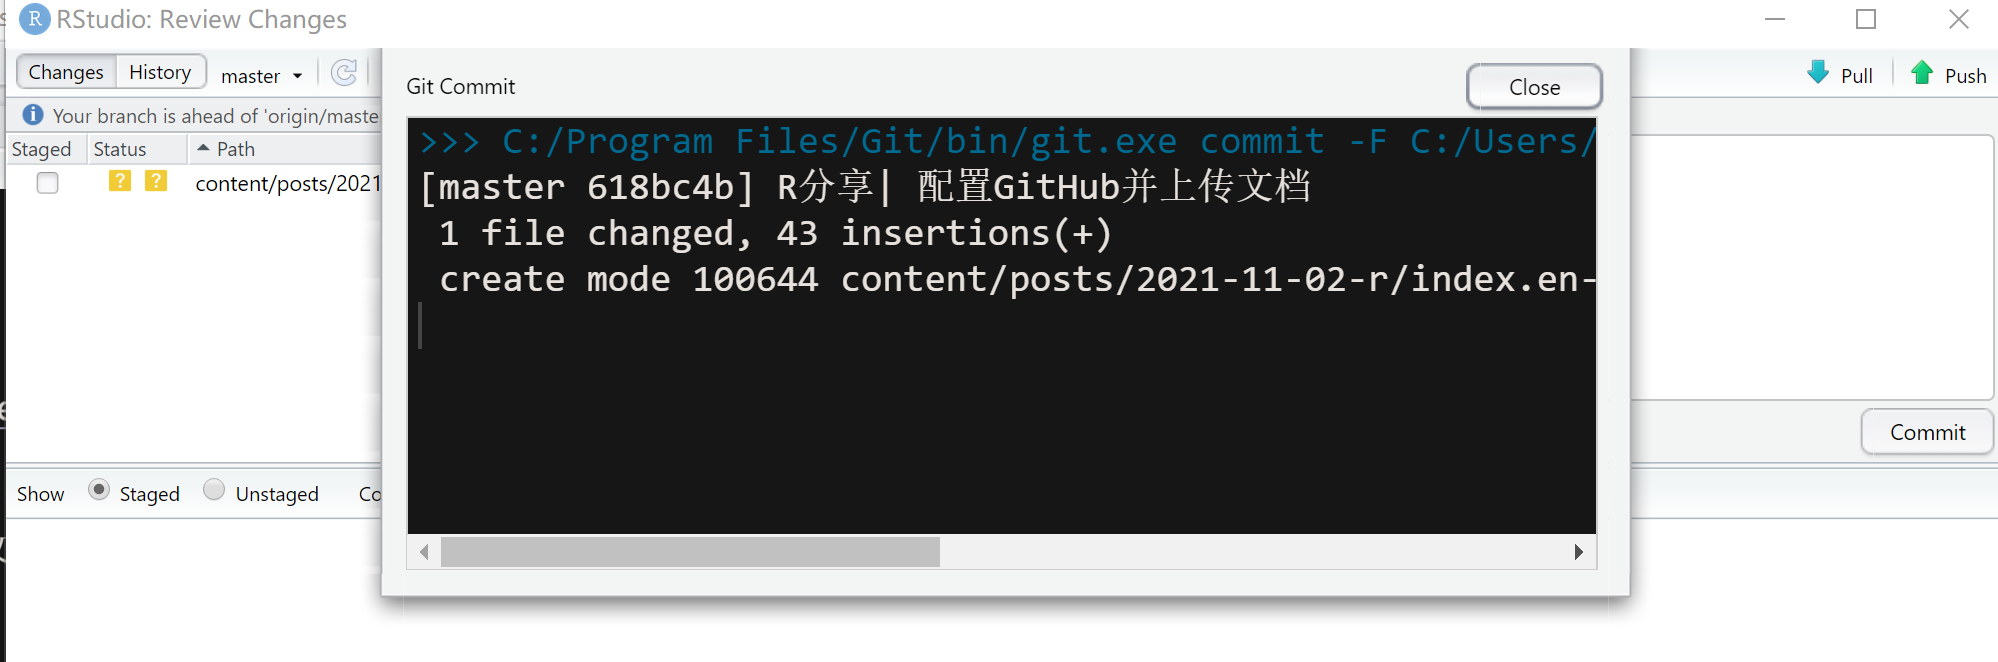 RStudio: Review Changes
Changes History master
Pull Push
Your branch is ahead of 'origin/maste
Staged Status Path
content/posts/2021
Git Commit
Close
>>> C:/Program Files/Git/bin/git.exe commit -F C:/Users/
[master 618bc4b] R分享| 配置GitHub并上传文档
1 file changed, 43 insertions(+)
create mode 100644 content/posts/2021-11-02-r/index.en-
Commit
Show Staged Unstaged Co